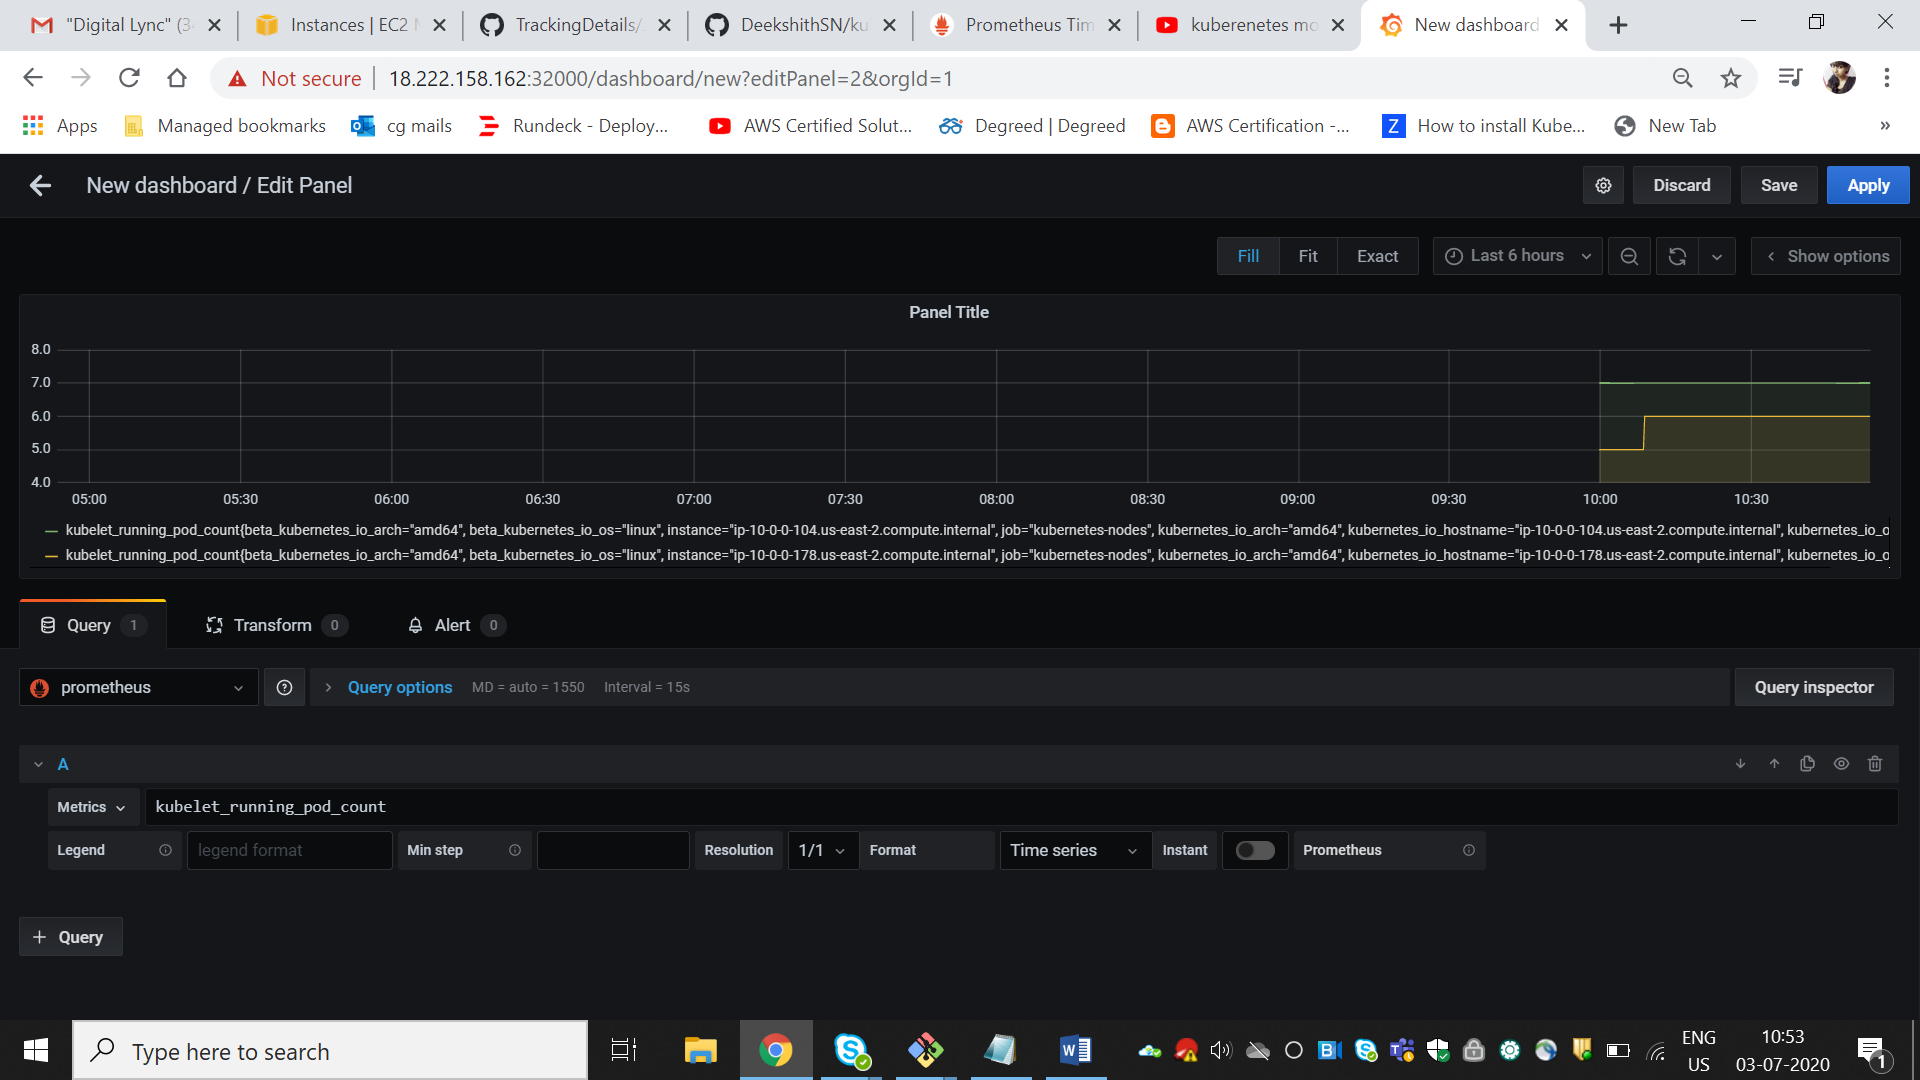 "Digital Lync" (3
Instances | EC2 M
TrackingDetails/
DeekshithSN/ku
Prometheus Tim
kuberenetes mo
New dashboard
Not secure
18.222.158.162:32000/dashboard/new?editPanel=2&orgId=1
Apps
Managed bookmarks
cg mails
Rundeck - Deploy...
AWS Certified Solut...
Degreed | Degreed
AWS Certification -...
Z
How to install Kube...
New Tab
»
New dashboard / Edit Panel
Discard
Save
Apply
Fill
Fit
Exact
Last 6 hours
Show options
Panel Title
8.0
7.0
6.0
5.0
4.0
05:00 05:30 06:00 06:30 07:00 07:30 08:00 08:30 09:00 09:30 10:00 10:30
kubelet_running_pod_count{beta_kubernetes_io_arch="amd64", beta_kubernetes_io_os="linux", instance="ip-10-0-0-104.us-east-2.compute.internal", job="kubernetes-nodes", kubernetes_io_arch="amd64", kubernetes_io_hostname="ip-10-0-0-104.us-east-2.compute.internal", kubernetes_io_o
kubelet_running_pod_count{beta_kubernetes_io_arch="amd64", beta_kubernetes_io_os="linux", instance="ip-10-0-0-178.us-east-2.compute.internal", job="kubernetes-nodes", kubernetes_io_arch="amd64", kubernetes_io_hostname="ip-10-0-0-178.us-east-2.compute.internal", kubernetes_io_o
Query 1
Transform 0
Alert 0
prometheus
Query options
MD = auto = 1550
Interval = 15s
Query inspector
A
Metrics
kubelet_running_pod_count
Legend
legend format
Min step
Resolution
1/1
Format
Time series
Instant
Prometheus
+ Query
Type here to search
ENG
US
10:53
03-07-2020
1